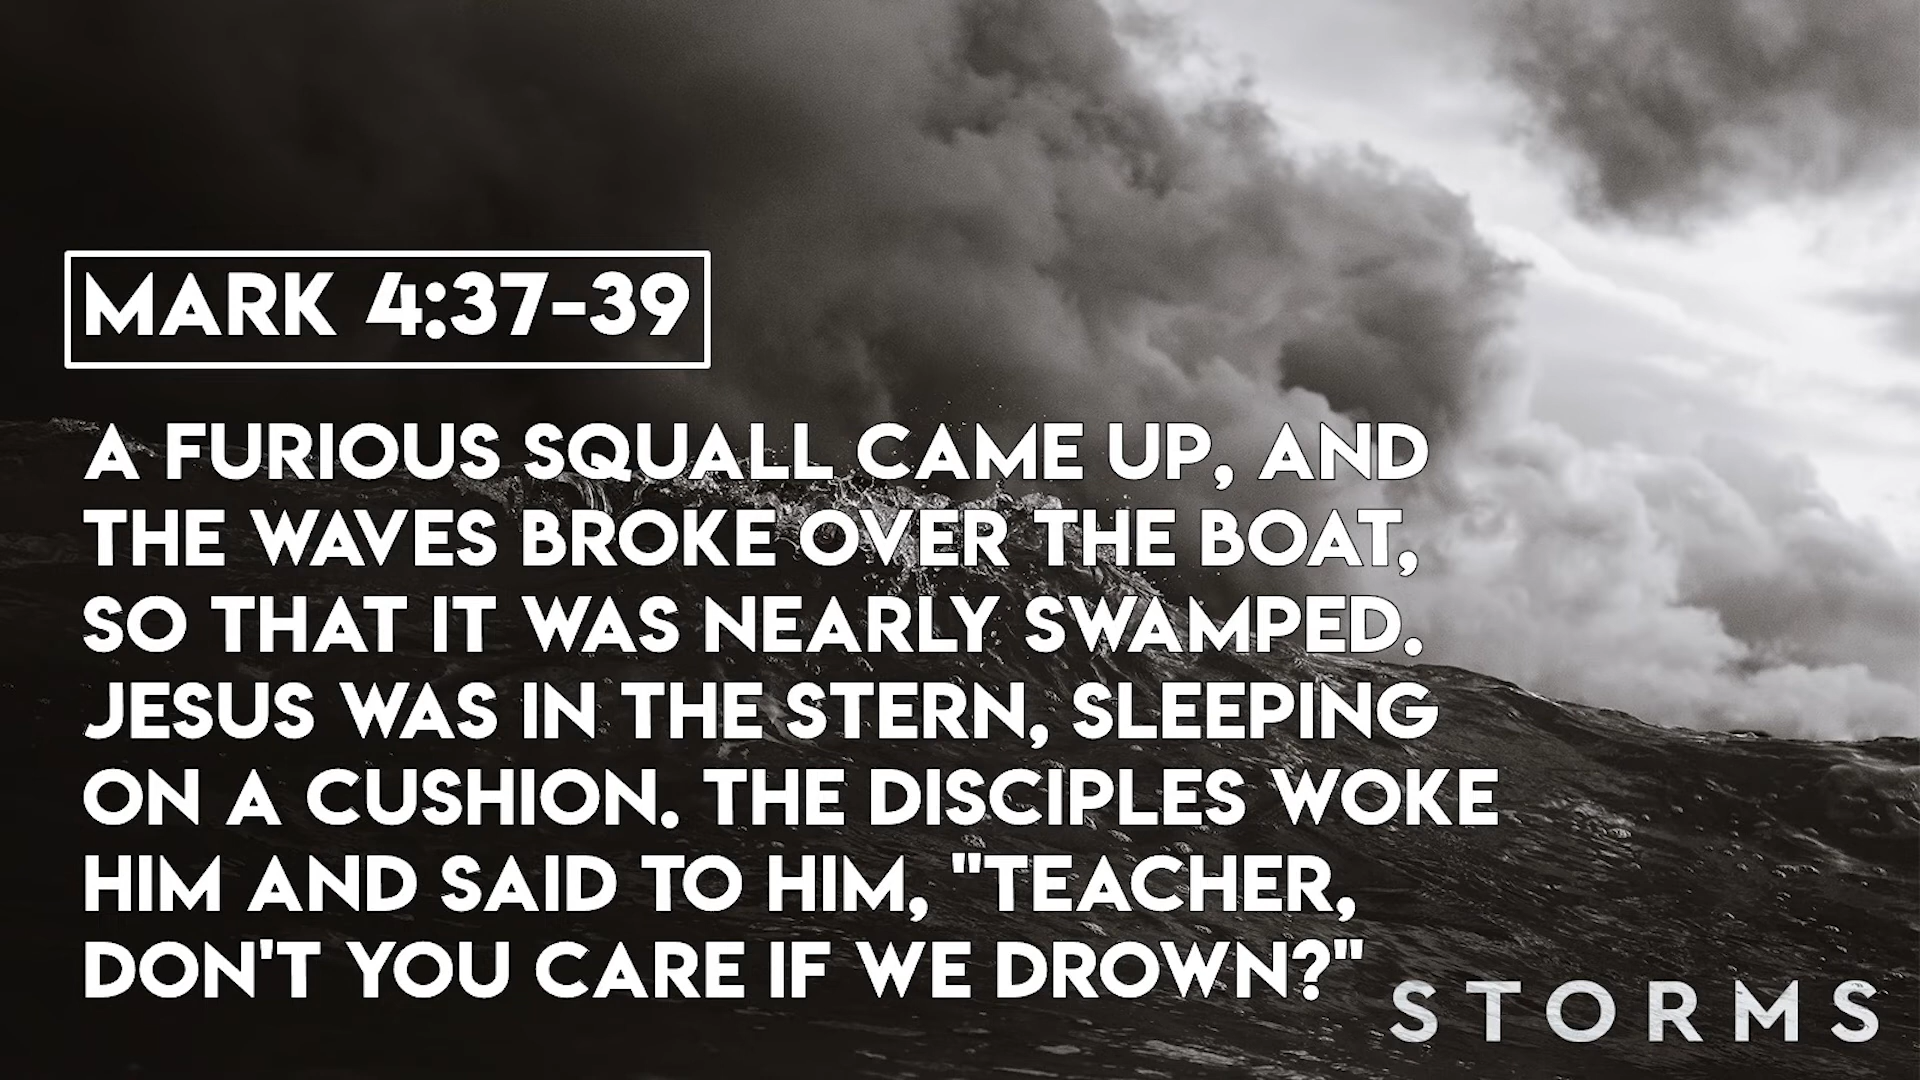 MARK 4:37-39
A FURIOUS SQUALL CAME UP, AND
THE WAVES BROKE OVER THE BOAT,
SO THAT IT WAS NEARLY SWAMPED.
JESUS WAS IN THE STERN, SLEEPING
ON A CUSHION. THE DISCIPLES WOKE
HIM AND SAID TO HIM, "TEACHER,
DON'T YOU CARE IF WE DROWN?"
STORMS